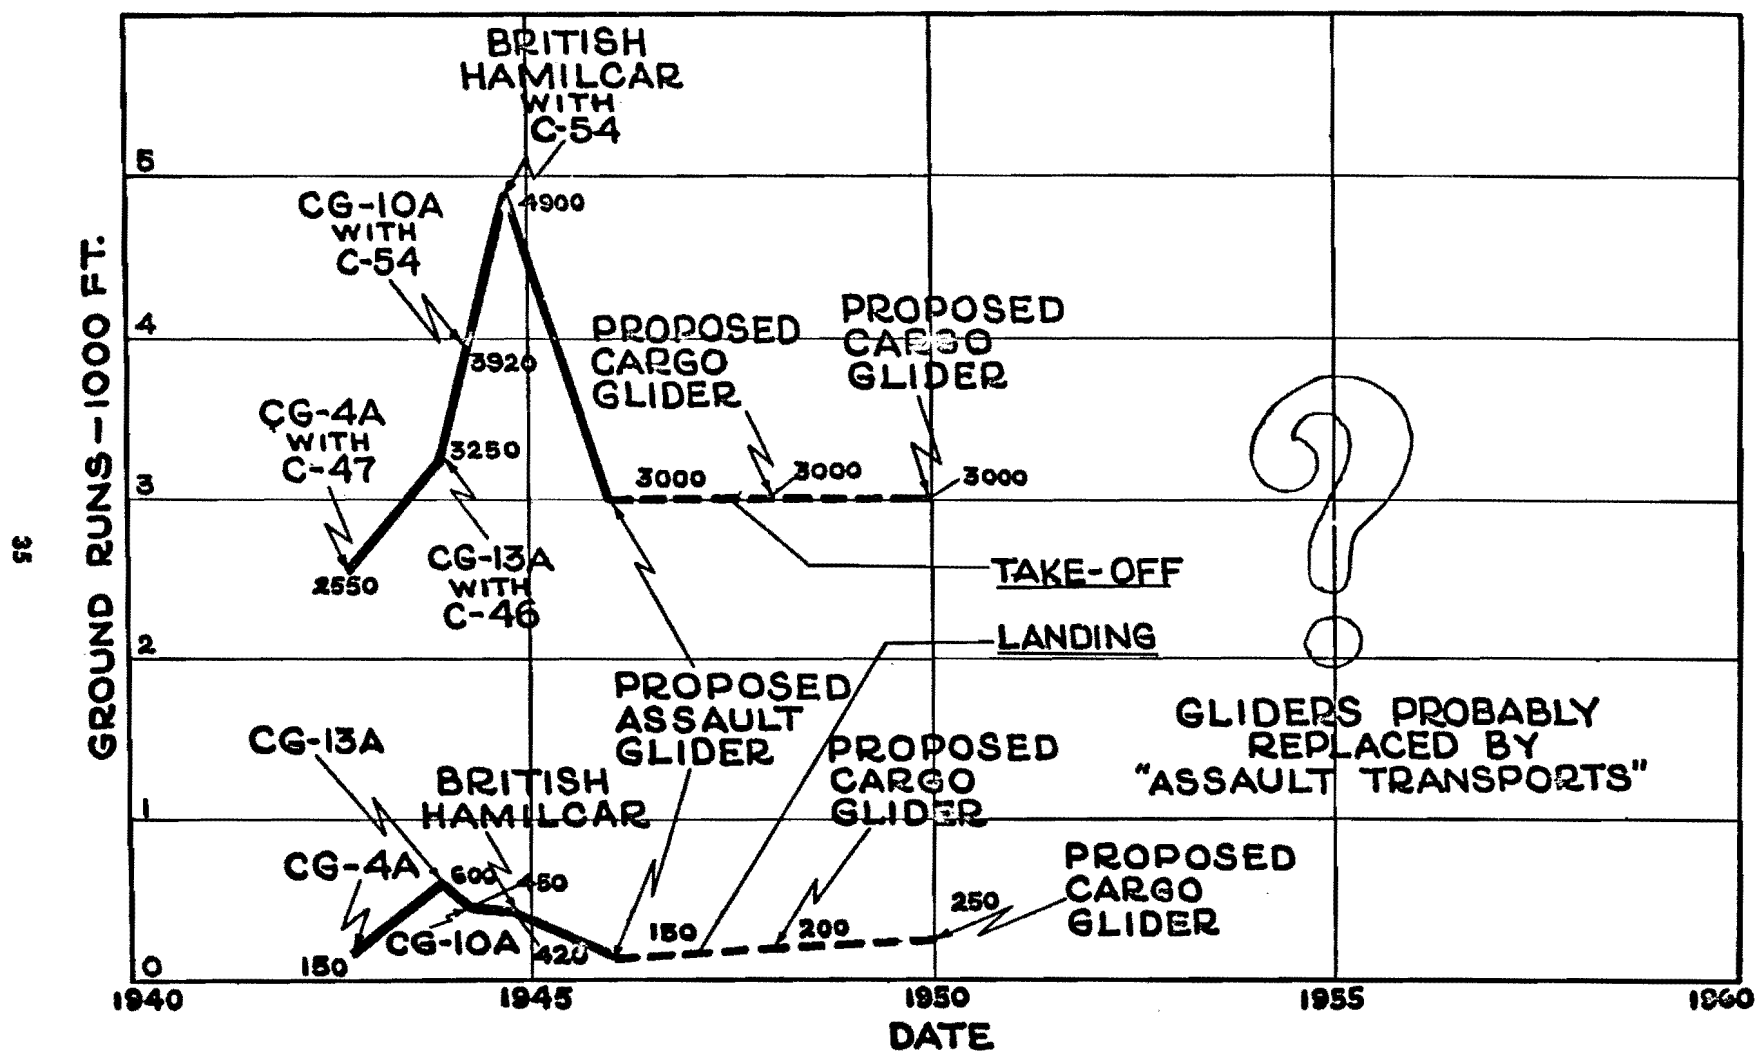 BRITISH
HAMILCAR
WITH
C-54
5
4900
CG-10A
WITH
C-54
4
3920
PROPOSED
CARGO
GLIDER
PROPOSED
CARGO
GLIDER
CG-4A
WITH
C-47
3250
3
3000
3000
3000
2550
CG-13A
WITH
C-46
TAKE-OFF
2
LANDING
GROUND RUNS-1000 FT.
35
PROPOSED
ASSAULT
GLIDER
GLIDERS PROBABLY
REPLACED BY
"ASSAULT TRANSPORTS"
?
CG-13A
BRITISH
HAMILCAR
PROPOSED
CARGO
GLIDER
1
CG-4A
600
450
CG-10A
420
150
150
200
250
PROPOSED
CARGO
GLIDER
0
1940
1945
1950
1955
1960
DATE